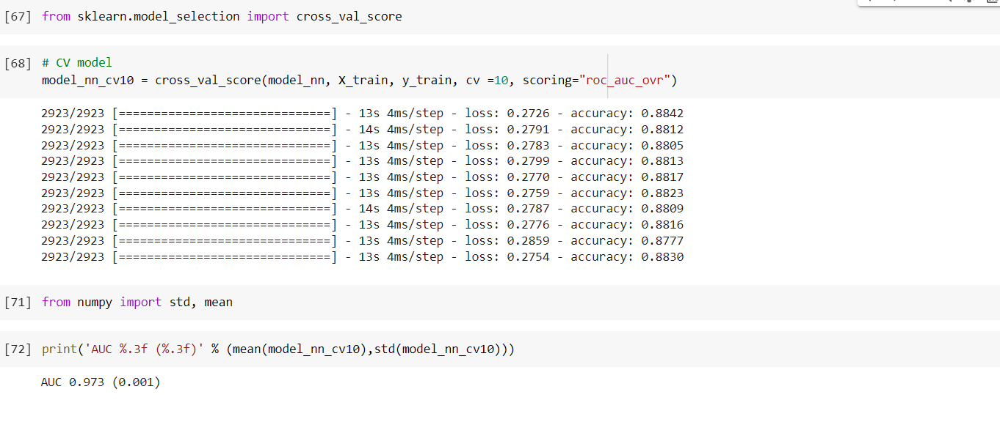 [67] from sklearn.model_selection import cross_val_score
[68] # CV model
model_nn_cv10 = cross_val_score(model_nn, X_train, y_train, cv =10, scoring="roc_auc_ovr")
2923/2923 [==============================] - 13s 4ms/step - loss: 0.2726 - accuracy: 0.8842
2923/2923 [==============================] - 14s 4ms/step - loss: 0.2791 - accuracy: 0.8812
2923/2923 [==============================] - 13s 4ms/step - loss: 0.2783 - accuracy: 0.8805
2923/2923 [==============================] - 13s 4ms/step - loss: 0.2799 - accuracy: 0.8813
2923/2923 [==============================] - 13s 4ms/step - loss: 0.2770 - accuracy: 0.8817
2923/2923 [==============================] - 13s 4ms/step - loss: 0.2759 - accuracy: 0.8823
2923/2923 [==============================] - 14s 4ms/step - loss: 0.2787 - accuracy: 0.8809
2923/2923 [==============================] - 13s 4ms/step - loss: 0.2776 - accuracy: 0.8816
2923/2923 [==============================] - 13s 4ms/step - loss: 0.2859 - accuracy: 0.8777
2923/2923 [==============================] - 13s 4ms/step - loss: 0.2754 - accuracy: 0.8830
[71] from numpy import std, mean
[72] print('AUC %.3f (%.3f)' % (mean(model_nn_cv10),std(model_nn_cv10)))
AUC 0.973 (0.001)